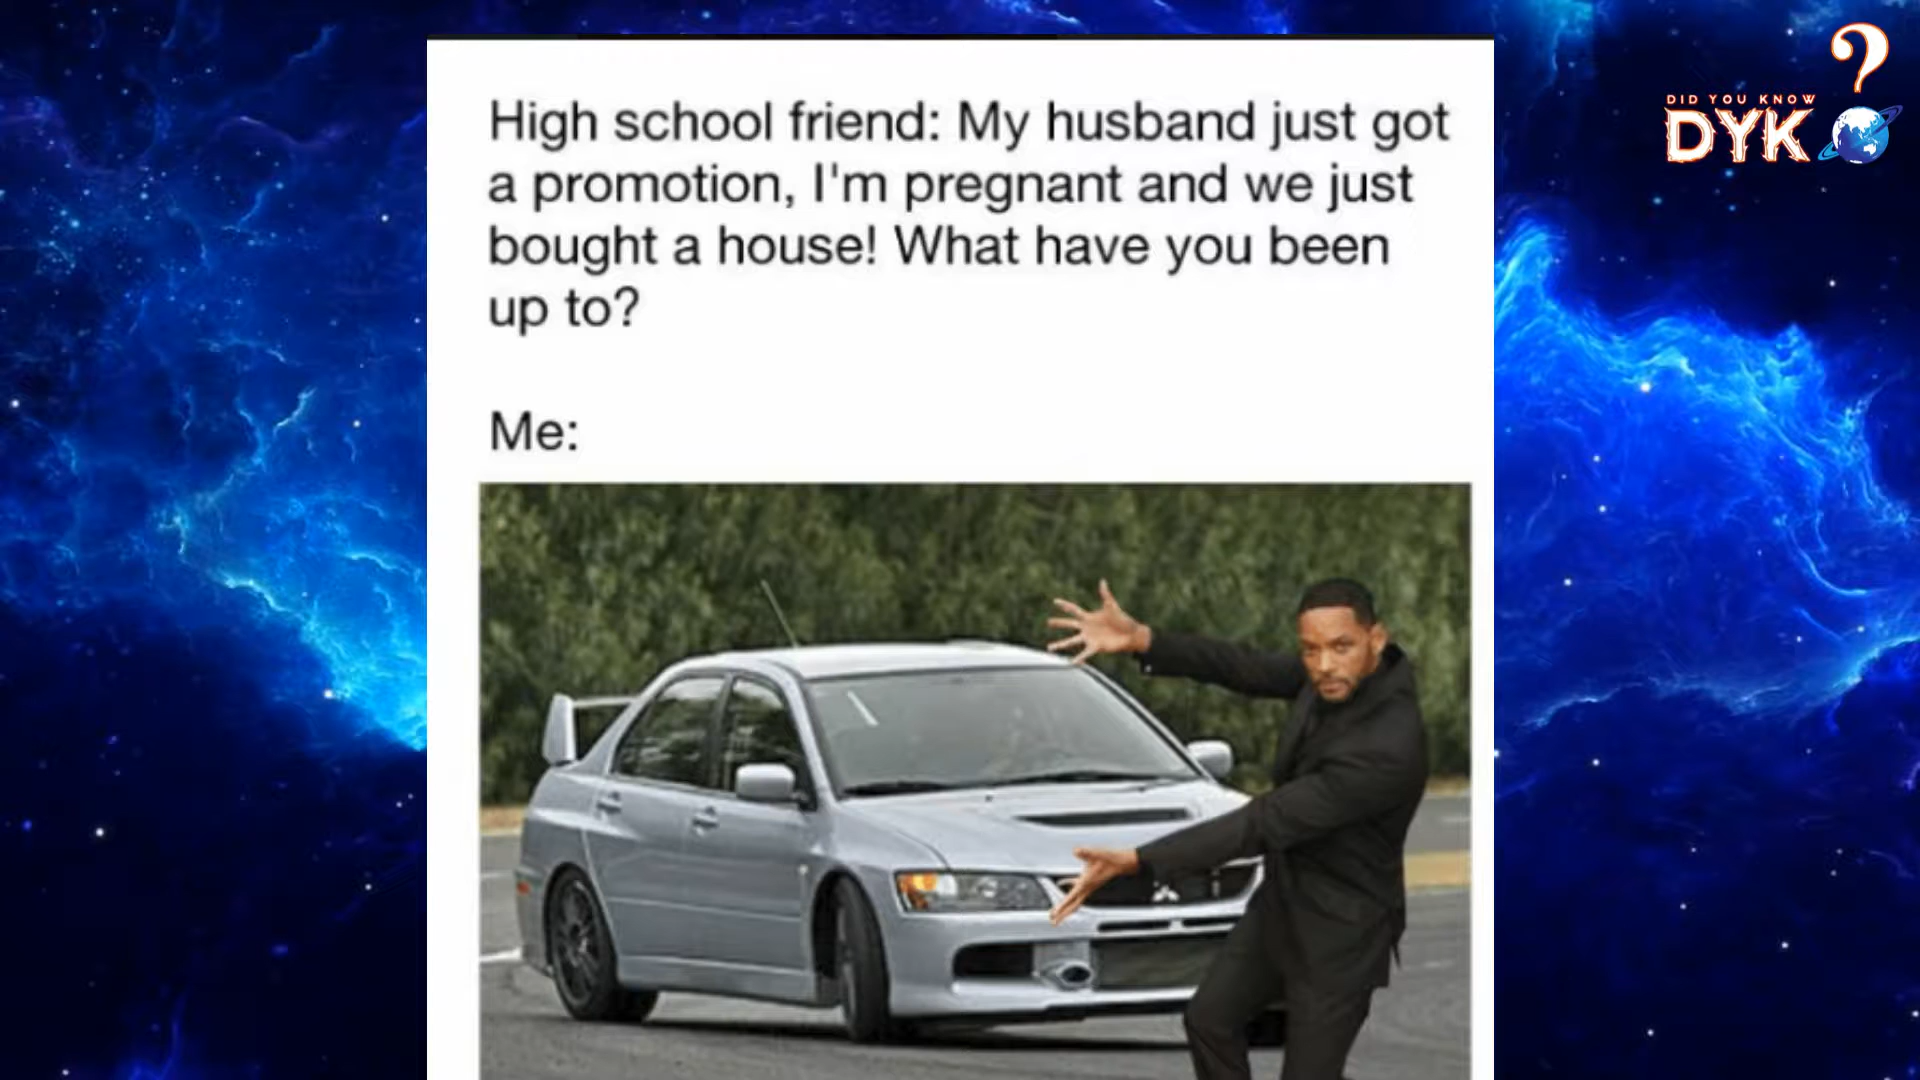 High school friend: My husband just got
a promotion, I'm pregnant and we just
bought a house! What have you been
up to?
Me:
?
DID YOU KNOW
DYK